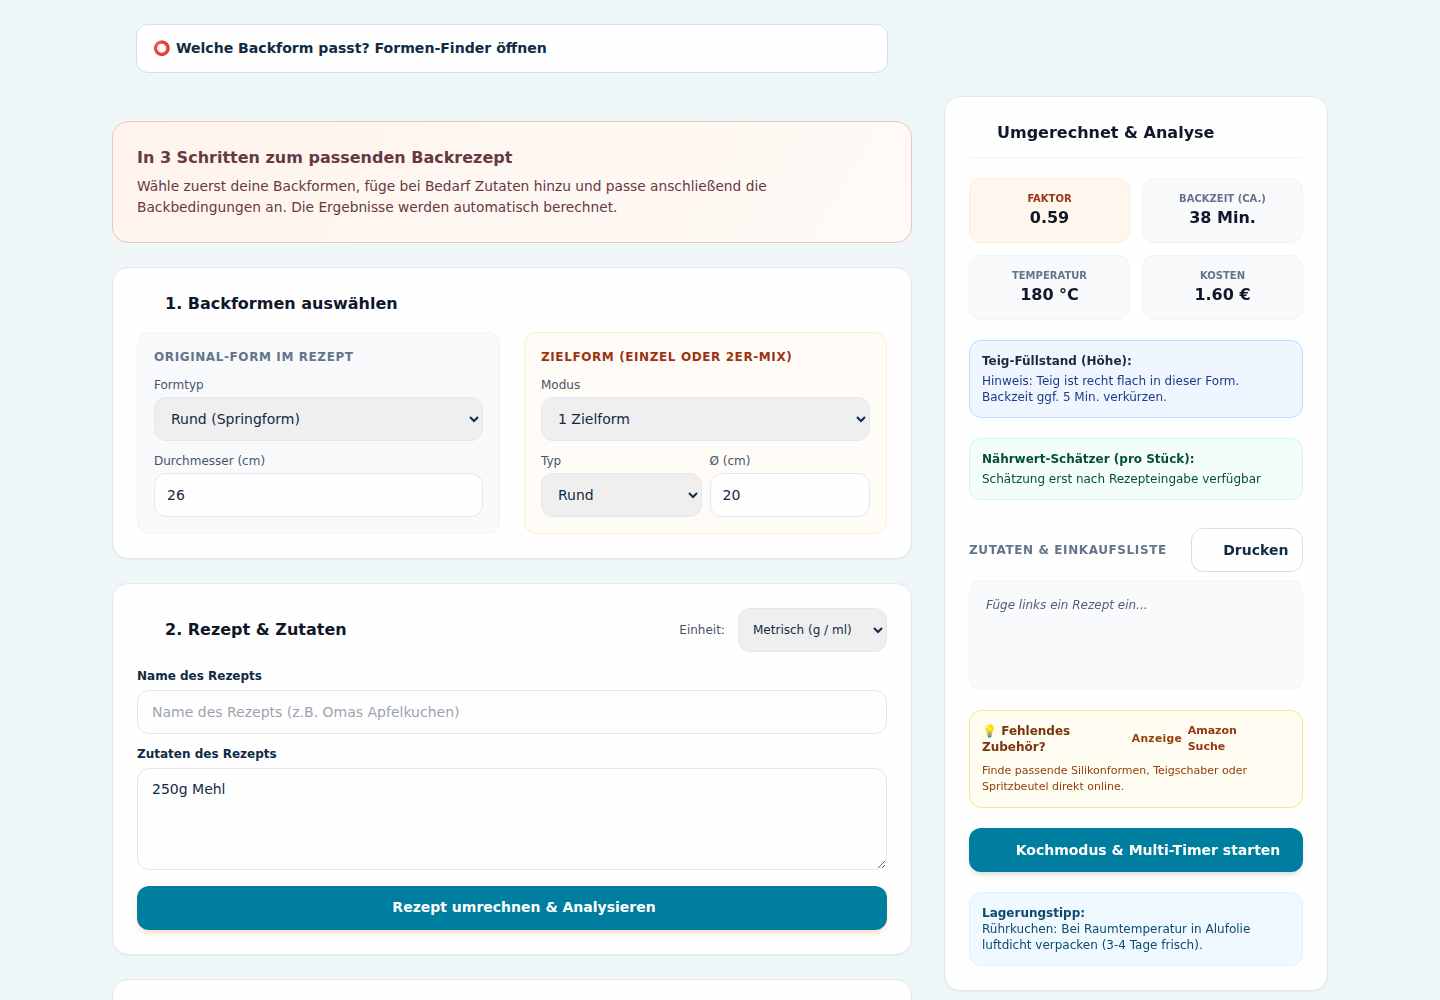 Welche Backform passt? Formen-Finder öffnen
In 3 Schritten zum passenden Backrezept
Wähle zuerst deine Backformen, füge bei Bedarf Zutaten hinzu und passe anschließend die
Backbedingungen an. Die Ergebnisse werden automatisch berechnet.
1. Backformen auswählen
ORIGINAL-FORM IM REZEPT
Formtyp
Rund (Springform)
Durchmesser (cm)
26
ZIELFORM (EINZEL ODER 2ER-MIX)
Modus
1 Zielform
Typ
Ø (cm)
Rund
20
2. Rezept & Zutaten
Einheit:
Metrisch (g / ml)
Name des Rezepts
Name des Rezepts (z.B. Omas Apfelkuchen)
Zutaten des Rezepts
250g Mehl
Rezept umrechnen & Analysieren
Umgerechnet & Analyse
FAKTOR
0.59
BACKZEIT (CA.)
38 Min.
TEMPERATUR
180 °C
KOSTEN
1.60 €
Teig-Füllstand (Höhe):
Hinweis: Teig ist recht flach in dieser Form.
Backzeit ggf. 5 Min. verkürzen.
Nährwert-Schätzer (pro Stück):
Schätzung erst nach Rezepteingabe verfügbar
ZUTATEN & EINKAUFSLISTE
Drucken
Füge links ein Rezept ein...
💡 Fehlendes
Zubehör?
Anzeige
Amazon
Suche
Finde passende Silikonformen, Teigschaber oder
Spritzbeutel direkt online.
Kochmodus & Multi-Timer starten
Lagerungstipp:
Rührkuchen: Bei Raumtemperatur in Alufolie
luftdicht verpacken (3-4 Tage frisch).